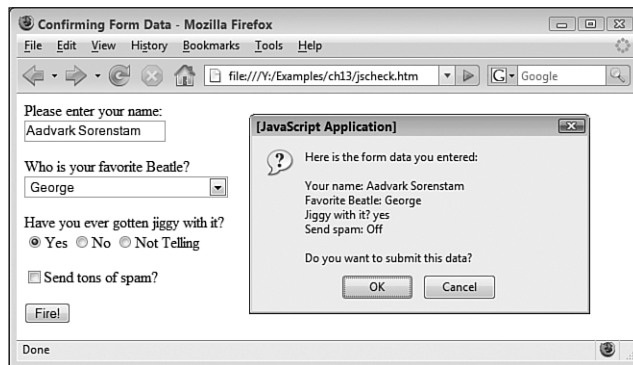 Confirming Form Data - Mozilla Firefox
File Edit View History Bookmarks Tools Help
file:///Y:/Examples/ch13/jscheck.htm
G Google
Please enter your name:
Aadvark Sorenstam
Who is your favorite Beatle?
George
Have you ever gotten jiggy with it?
Yes No Not Telling
Send tons of spam?
Fire!
[JavaScript Application]
?
Here is the form data you entered:
Your name: Aadvark Sorenstam
Favorite Beatle: George
Jiggy with it? yes
Send spam: Off
Do you want to submit this data?
OK Cancel
Done